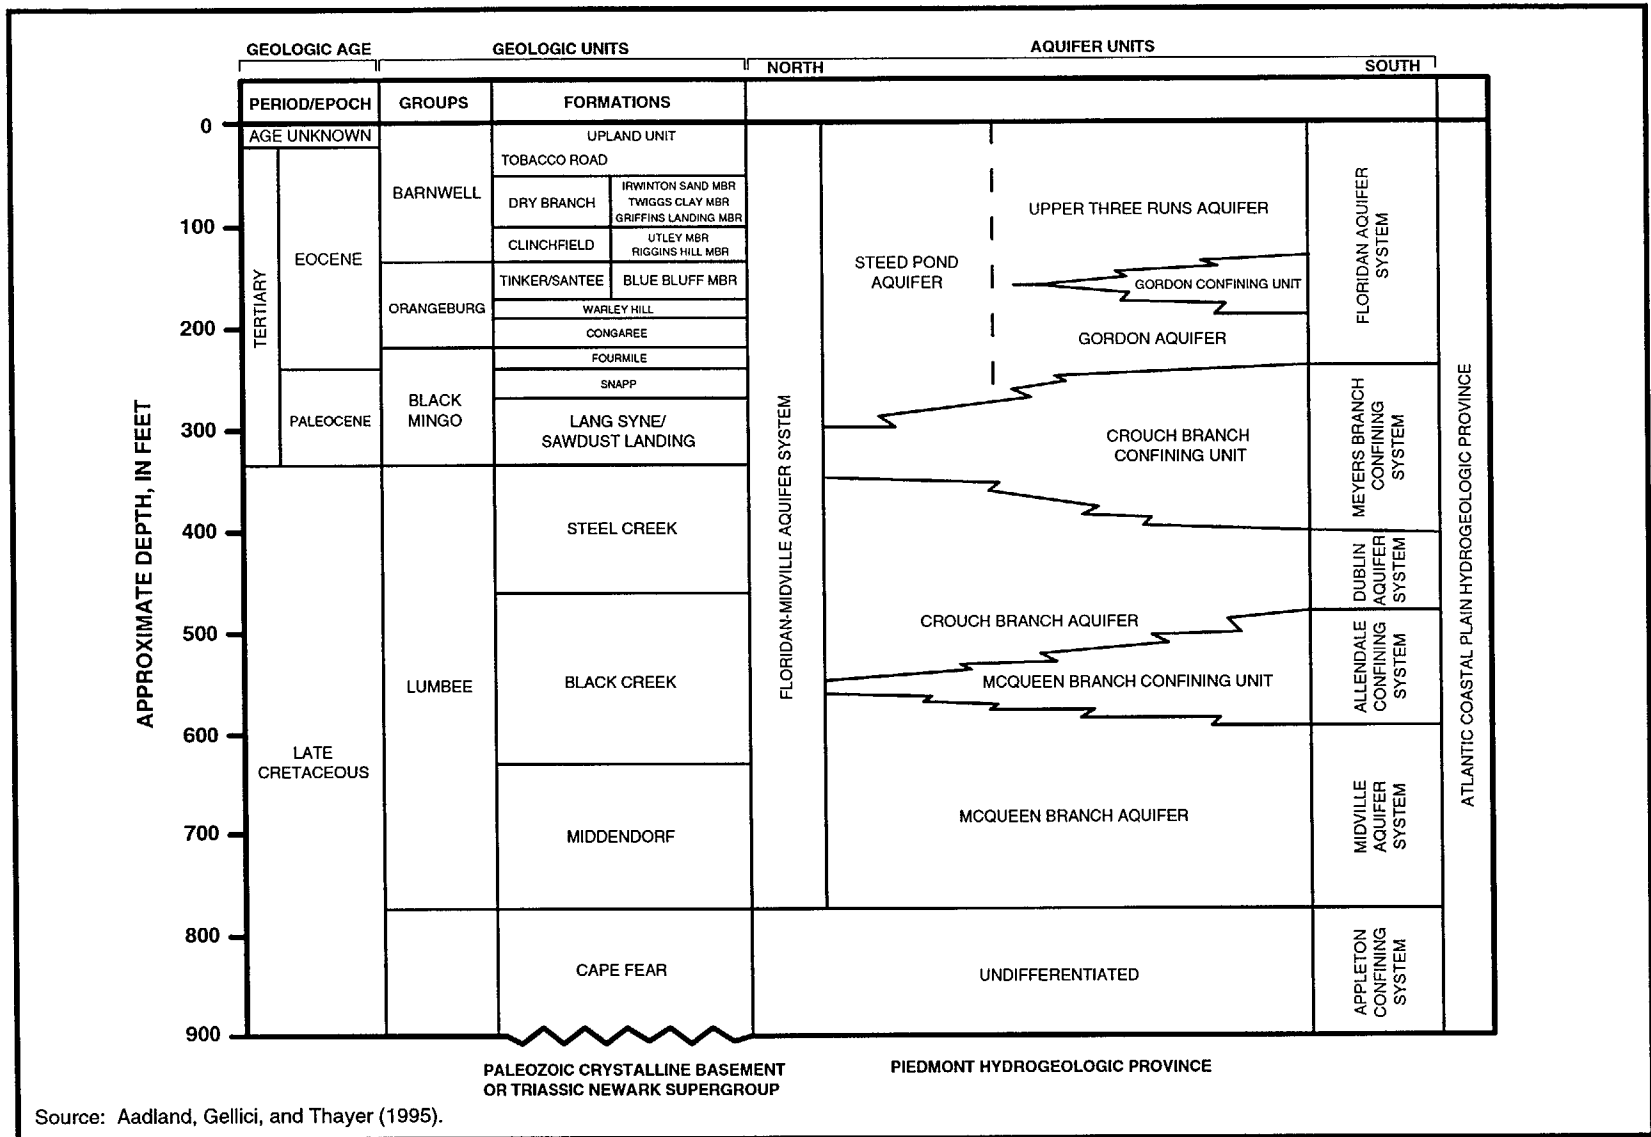 GEOLOGIC AGE
GEOLOGIC UNITS
AQUIFER UNITS
NORTH
SOUTH
PERIOD/EPOCH
GROUPS
FORMATIONS
APPROXIMATE DEPTH, IN FEET
0
100
200
300
400
500
600
700
800
900
AGE UNKNOWN
TERTIARY
EOCENE
PALEOCENE
LATE
CRETACEOUS
BARNWELL
ORANGEBURG
BLACK
MINGO
LUMBEE
UPLAND UNIT
TOBACCO ROAD
DRY BRANCH
IRWINTON SAND MBR
TWIGGS CLAY MBR
GRIFFINS LANDING MBR
CLINCHFIELD
UTLEY MBR
RIGGINS HILL MBR
TINKER/SANTEE
BLUE BLUFF MBR
WARLEY HILL
CONGAREE
FOURMILE
SNAPP
LANG SYNE/
SAWDUST LANDING
STEEL CREEK
BLACK CREEK
MIDDENDORF
CAPE FEAR
FLORIDAN-MIDVILLE AQUIFER SYSTEM
STEED POND
AQUIFER
UPPER THREE RUNS AQUIFER
GORDON CONFINING UNIT
GORDON AQUIFER
CROUCH BRANCH
CONFINING UNIT
CROUCH BRANCH AQUIFER
MCQUEEN BRANCH CONFINING UNIT
MCQUEEN BRANCH AQUIFER
UNDIFFERENTIATED
FLORIDAN AQUIFER
SYSTEM
MEYERS BRANCH
CONFINING
SYSTEM
DUBLIN
AQUIFER
SYSTEM
ALLENDALE
CONFINING
SYSTEM
MIDVILLE
AQUIFER
SYSTEM
APPLETON
CONFINING
SYSTEM
ATLANTIC COASTAL PLAIN HYDROGEOLOGIC PROVINCE
PALEOZOIC CRYSTALLINE BASEMENT
OR TRIASSIC NEWARK SUPERGROUP
PIEDMONT HYDROGEOLOGIC PROVINCE
Source: Aadland, Gellici, and Thayer (1995).